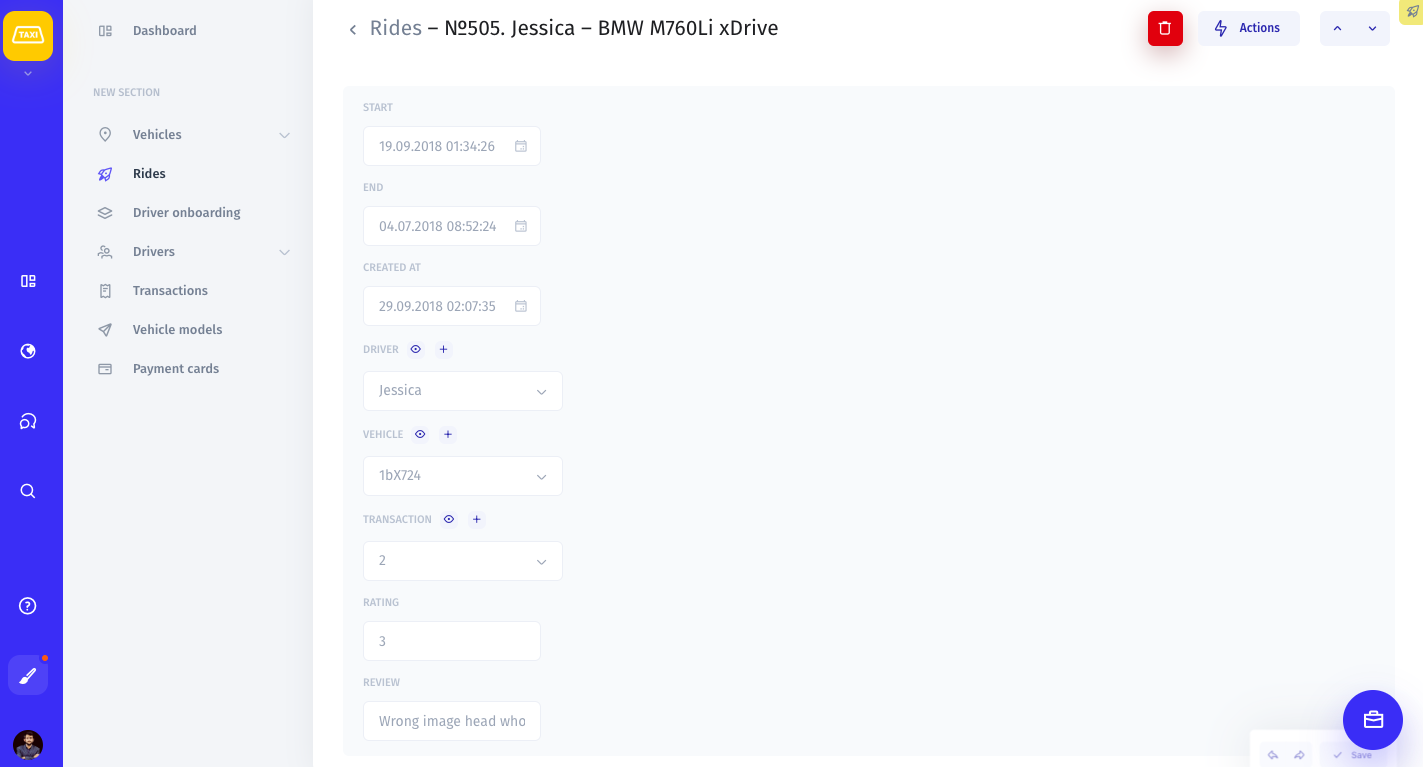 TAXI
Dashboard
NEW SECTION
Vehicles
Rides
Driver onboarding
Drivers
Transactions
Vehicle models
Payment cards
Rides – №505. Jessica – BMW M760Li xDrive
Actions
START
19.09.2018 01:34:26
END
04.07.2018 08:52:24
CREATED AT
29.09.2018 02:07:35
DRIVER
Jessica
VEHICLE
1bX724
TRANSACTION
2
RATING
3
REVIEW
Wrong image head who
Save